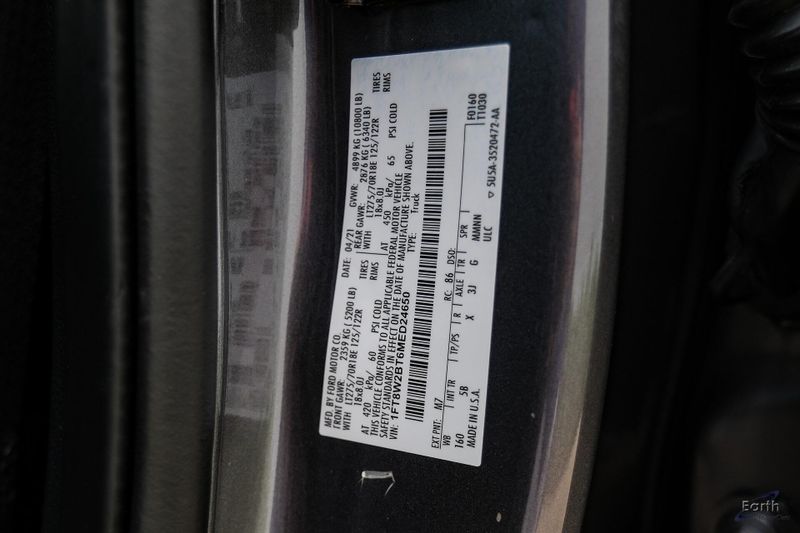 MFD. BY FORD MOTOR CO. DATE: 04/21 GVWR: 4899 KG (10800 LB)
FRONT GAWR: 2359 KG (5200 LB) REAR GAWR: 2876 KG (6340 LB)
WITH LT275/70R18E 125/122R TIRES WITH LT275/70R18E 125/122R TIRES
18x8.0J RIMS 18x8.0J RIMS
AT 420 kPa/ 60 PSI COLD AT 450 kPa/ 65 PSI COLD
THIS VEHICLE CONFORMS TO ALL APPLICABLE FEDERAL MOTOR VEHICLE
SAFETY STANDARDS IN EFFECT ON THE DATE OF MANUFACTURE SHOWN ABOVE.
VIN: 1FT8W2BT6MED24650 TYPE: Truck
F0160
T1030
EXT PNT: M7 RC: 86 DSO:
WB INT TR TP/PS R AXLE TR SPR
160 5B X 3J G MANNN
ULC
MADE IN U.S.A. ▽ 5U5A-3520472-AA
Earth